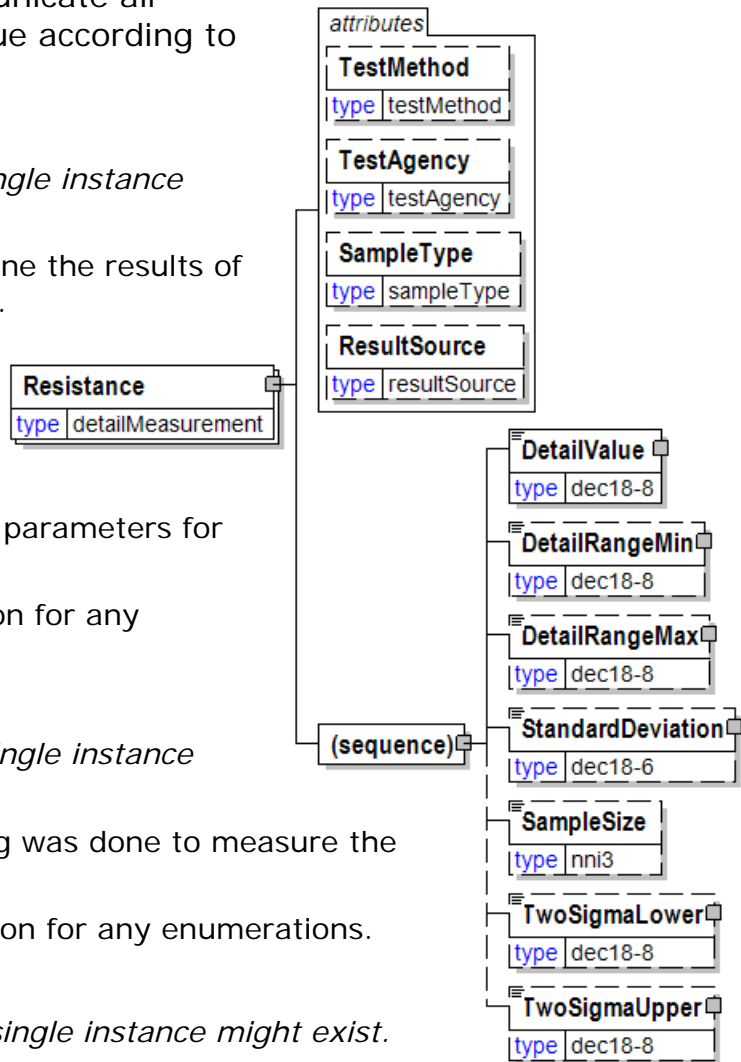 ue according to
ngle instance
ne the results of
.
parameters for
on for any
ngle instance
g was done to measure the
on for any enumerations.
single instance might exist.
attributes
TestMethod
type testMethod
TestAgency
type testAgency
SampleType
type sampleType
ResultSource
type resultSource
Resistance
type detailMeasurement
(sequence)
DetailValue
type dec18-8
DetailRangeMin
type dec18-8
DetailRangeMax
type dec18-8
StandardDeviation
type dec18-6
SampleSize
type nni3
TwoSigmaLower
type dec18-8
TwoSigmaUpper
type dec18-8